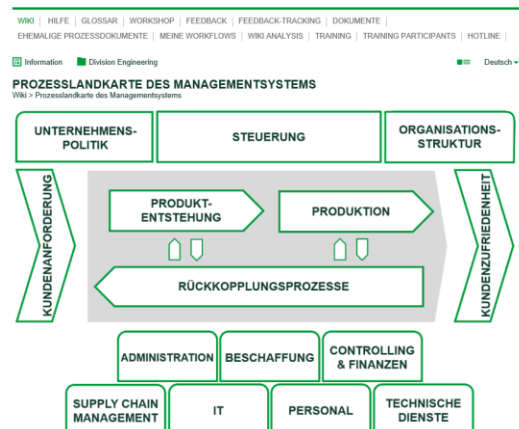 WIKI | HILFE | GLOSSAR | WORKSHOP | FEEDBACK | FEEDBACK-TRACKING | DOKUMENTE |
EHEMALIGE PROZESSDOKUMENTE | MEINE WORKFLOWS | WIKI ANALYSIS | TRAINING | TRAINING PARTICIPANTS | HOTLINE |
Information Division Engineering Deutsch
PROZESSLANDKARTE DES MANAGEMENTSYSTEMS
Wiki > Prozesslandkarte des Managementsystems
UNTERNEHMENS-
POLITIK
STEUERUNG
ORGANISATIONS-
STRUKTUR
KUNDENANFORDERUNG
PRODUKT-
ENTSTEHUNG
PRODUKTION
RÜCKKOPPLUNGSPROZESSE
KUNDENZUFRIEDENHEIT
ADMINISTRATION
BESCHAFFUNG
CONTROLLING
& FINANZEN
SUPPLY CHAIN
MANAGEMENT
IT
PERSONAL
TECHNISCHE
DIENSTE